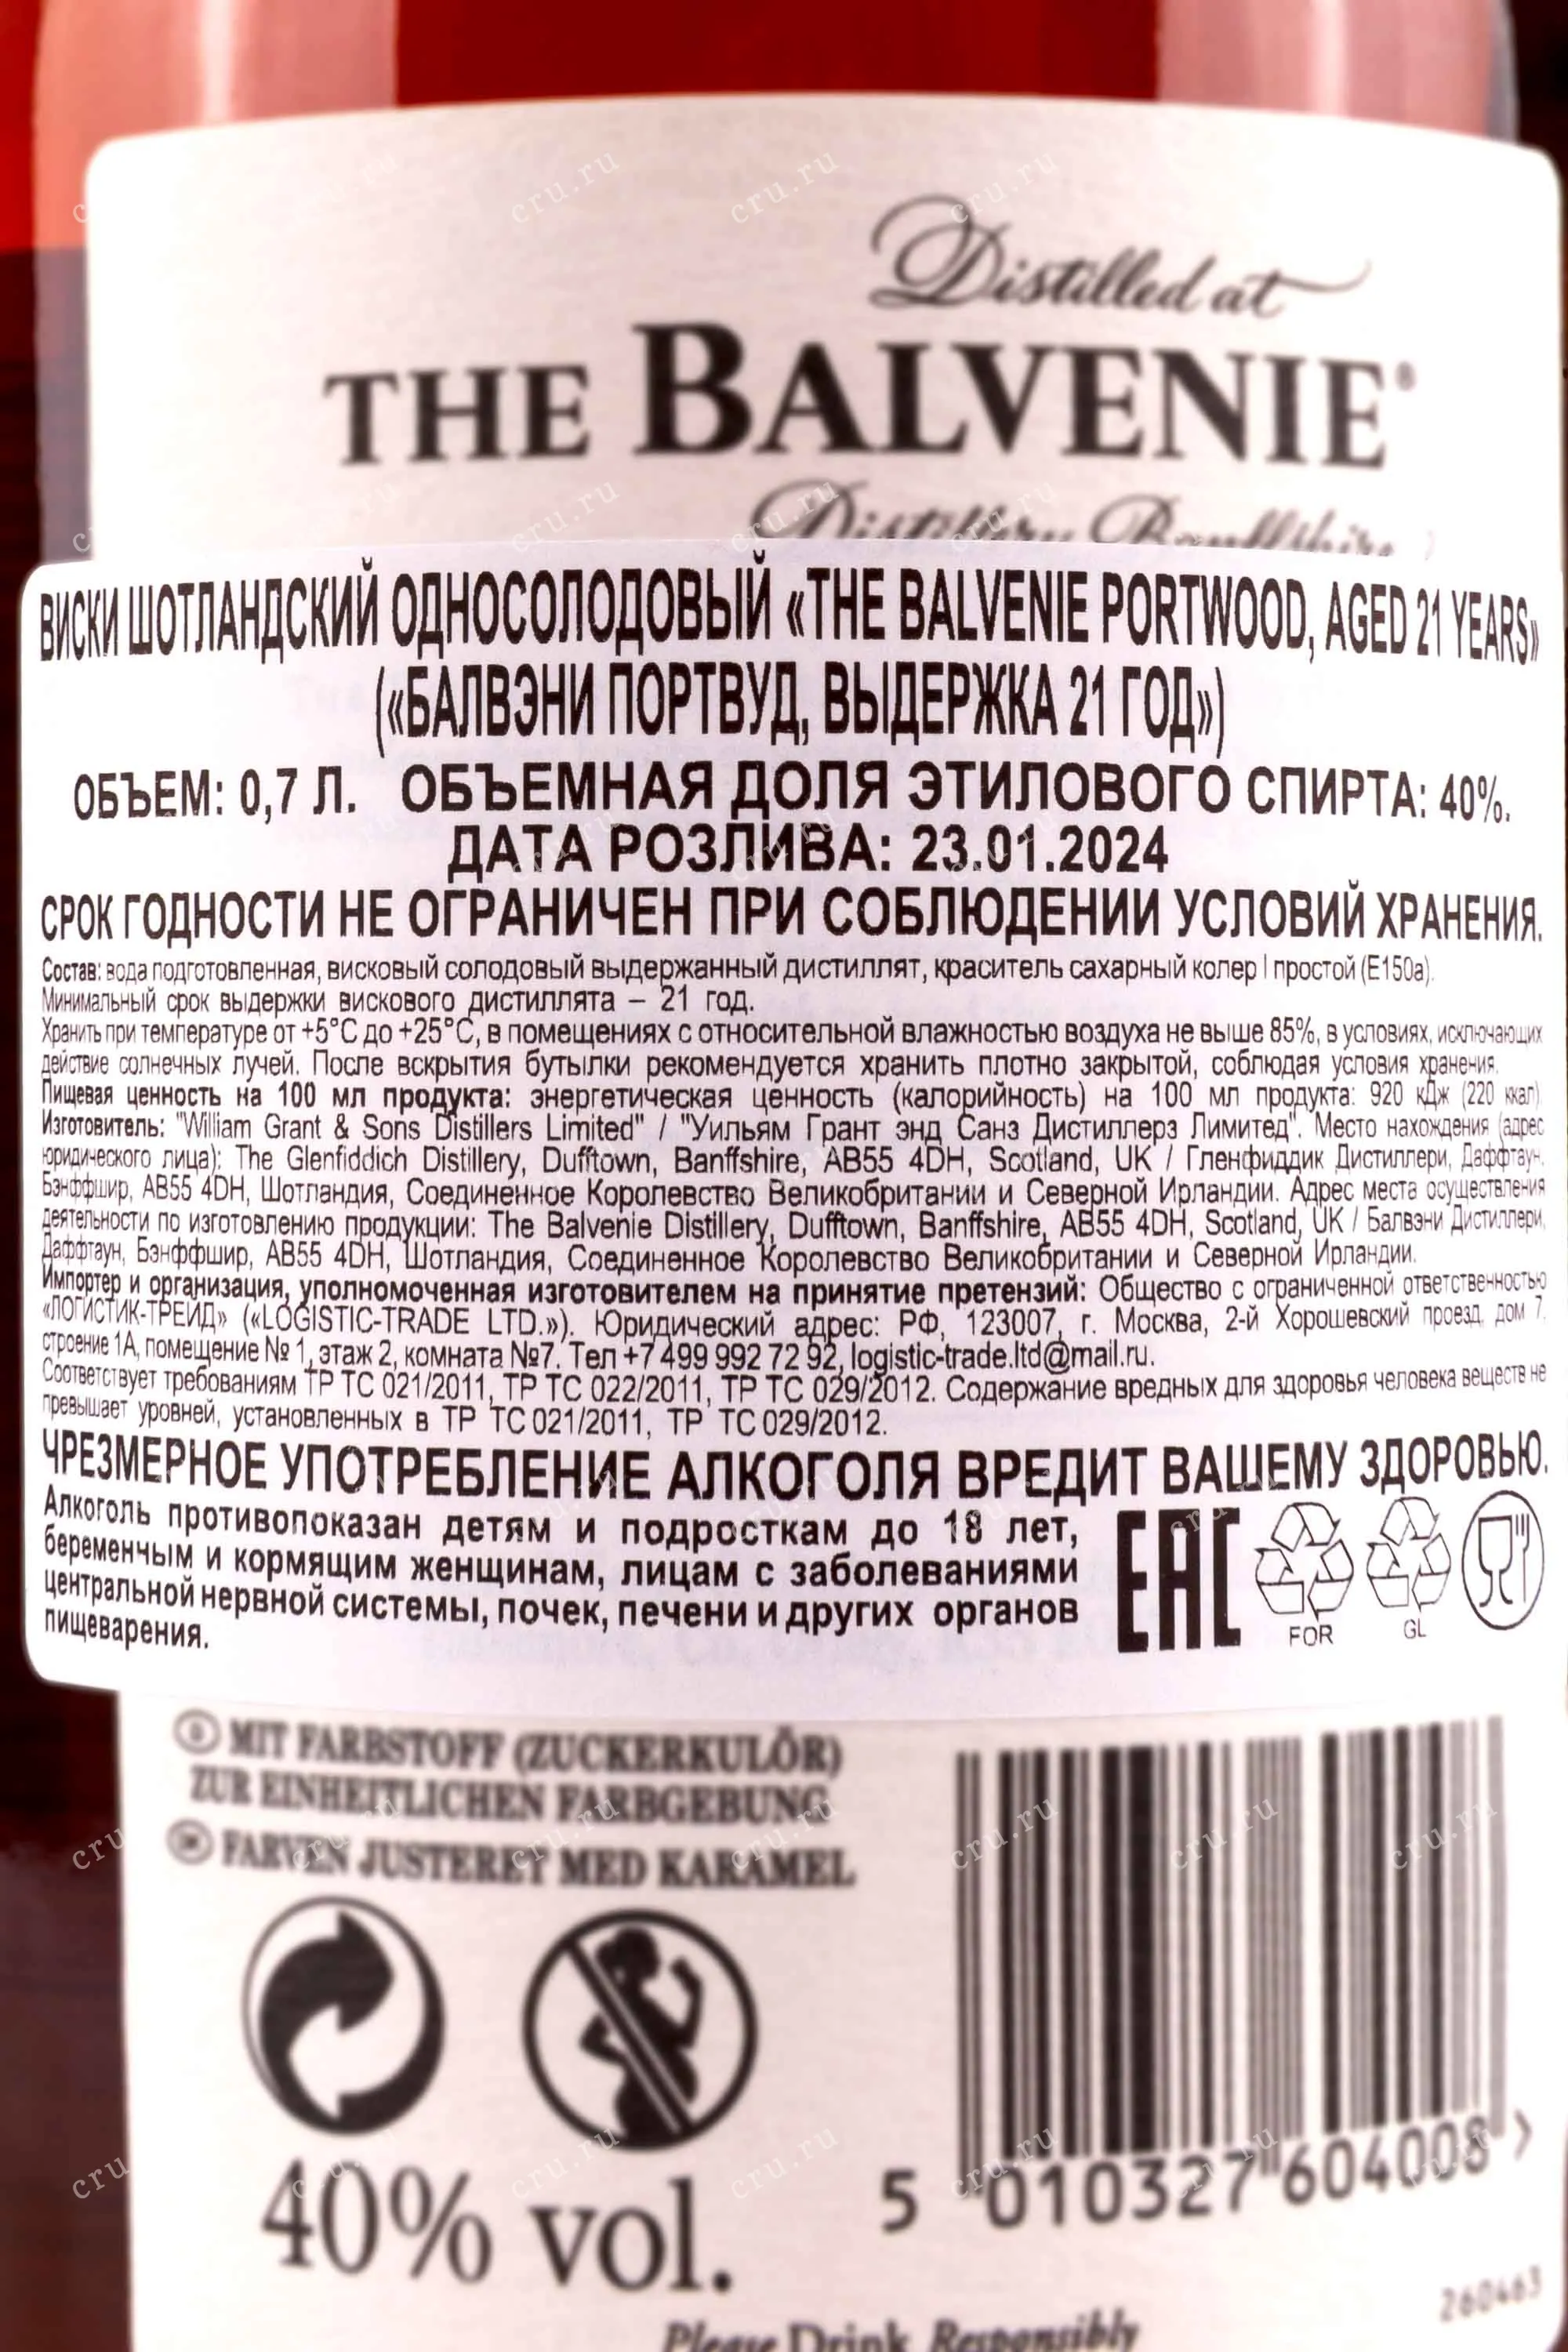 Distilled at
THE BALVENIE®
Distillery Banffshire
ВИСКИ ШОТЛАНДСКИЙ ОДНОСОЛОДОВЫЙ «THE BALVENIE PORTWOOD, AGED 21 YEARS»
(«БАЛВЭНИ ПОРТВУД, ВЫДЕРЖКА 21 ГОД»)
ОБЪЕМ: 0,7 Л. ОБЪЕМНАЯ ДОЛЯ ЭТИЛОВОГО СПИРТА: 40%.
ДАТА РОЗЛИВА: 23.01.2024
СРОК ГОДНОСТИ НЕ ОГРАНИЧЕН ПРИ СОБЛЮДЕНИИ УСЛОВИЙ ХРАНЕНИЯ.
Состав: вода подготовленная, висковый солодовый выдержанный дистиллят, краситель сахарный колер I простой (Е150а).
Минимальный срок выдержки вискового дистиллята – 21 год.
Хранить при температуре от +5°С до +25°С, в помещениях с относительной влажностью воздуха не выше 85%, в условиях, исключающих
действие солнечных лучей. После вскрытия бутылки рекомендуется хранить плотно закрытой, соблюдая условия хранения.
Пищевая ценность на 100 мл продукта: энергетическая ценность (калорийность) на 100 мл продукта: 920 кДж (220 ккал).
Изготовитель: "William Grant & Sons Distillers Limited" / "Уильям Грант энд Санз Дистиллерз Лимитед". Место нахождения (адрес
юридического лица): The Glenfiddich Distillery, Dufftown, Banffshire, AB55 4DH, Scotland, UK / Гленфиддик Дистиллери, Даффтаун,
Бэнффшир, AB55 4DH, Шотландия, Соединенное Королевство Великобритании и Северной Ирландии. Адрес места осуществления
деятельности по изготовлению продукции: The Balvenie Distillery, Dufftown, Banffshire, AB55 4DH, Scotland, UK / Балвэни Дистиллери,
Даффтаун, Бэнффшир, AB55 4DH, Шотландия, Соединенное Королевство Великобритании и Северной Ирландии.
Импортер и организация, уполномоченная изготовителем на принятие претензий: Общество с ограниченной ответственностью
«ЛОГИСТИК-ТРЕЙД» («LOGISTIC-TRADE LTD.»). Юридический адрес: РФ, 123007, г. Москва, 2-й Хорошевский проезд, дом 7,
строение 1А, помещение № 1, этаж 2, комната №7. Тел +7 499 992 72 92, logistic-trade.ltd@mail.ru.
Соответствует требованиям ТР ТС 021/2011, ТР ТС 022/2011, ТР ТС 029/2012. Содержание вредных для здоровья человека веществ не
превышает уровней, установленных в ТР ТС 021/2011, ТР ТС 029/2012.
ЧРЕЗМЕРНОЕ УПОТРЕБЛЕНИЕ АЛКОГОЛЯ ВРЕДИТ ВАШЕМУ ЗДОРОВЬЮ.
Алкоголь противопоказан детям и подросткам до 18 лет,
беременным и кормящим женщинам, лицам с заболеваниями
центральной нервной системы, почек, печени и других органов
пищеварения.
EAC
FOR
GL
D MIT FARBSTOFF (ZUCKERKULÖR)
ZUR EINHEITLICHEN FARBGEBUNG
DK FARVEN JUSTERET MED KARAMEL
40% vol.
5 010327 604008 >
260463
Please Drink Responsibly
cru.ru